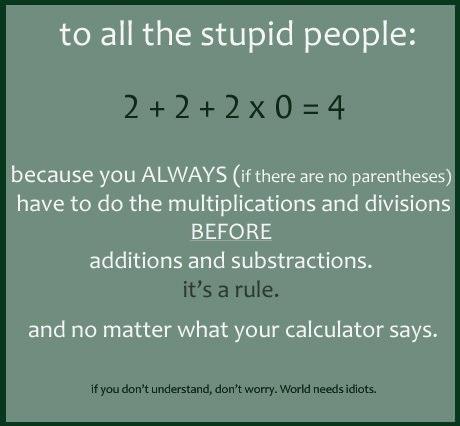 to all the stupid people:
2 + 2 + 2 x 0 = 4
because you ALWAYS (if there are no parentheses)
have to do the multiplications and divisions
BEFORE
additions and substractions.
it's a rule.
and no matter what your calculator says.
if you don't understand, don't worry. World needs idiots.